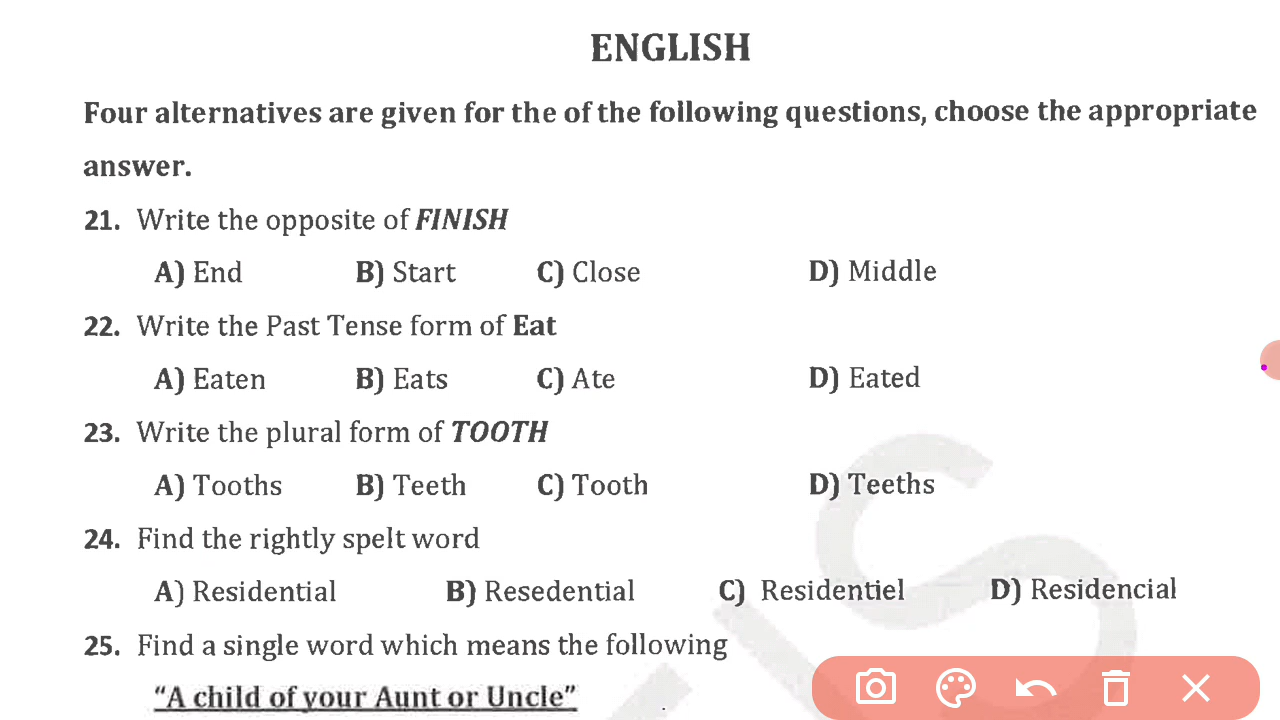 ENGLISH
Four alternatives are given for the of the following questions, choose the appropriate
answer.
21. Write the opposite of FINISH
A) End B) Start C) Close D) Middle
22. Write the Past Tense form of Eat
A) Eaten B) Eats C) Ate D) Eated
23. Write the plural form of TOOTH
A) Tooths B) Teeth C) Tooth D) Teeths
24. Find the rightly spelt word
A) Residential B) Resedential C) Residentiel D) Residencial
25. Find a single word which means the following
"A child of your Aunt or Uncle"